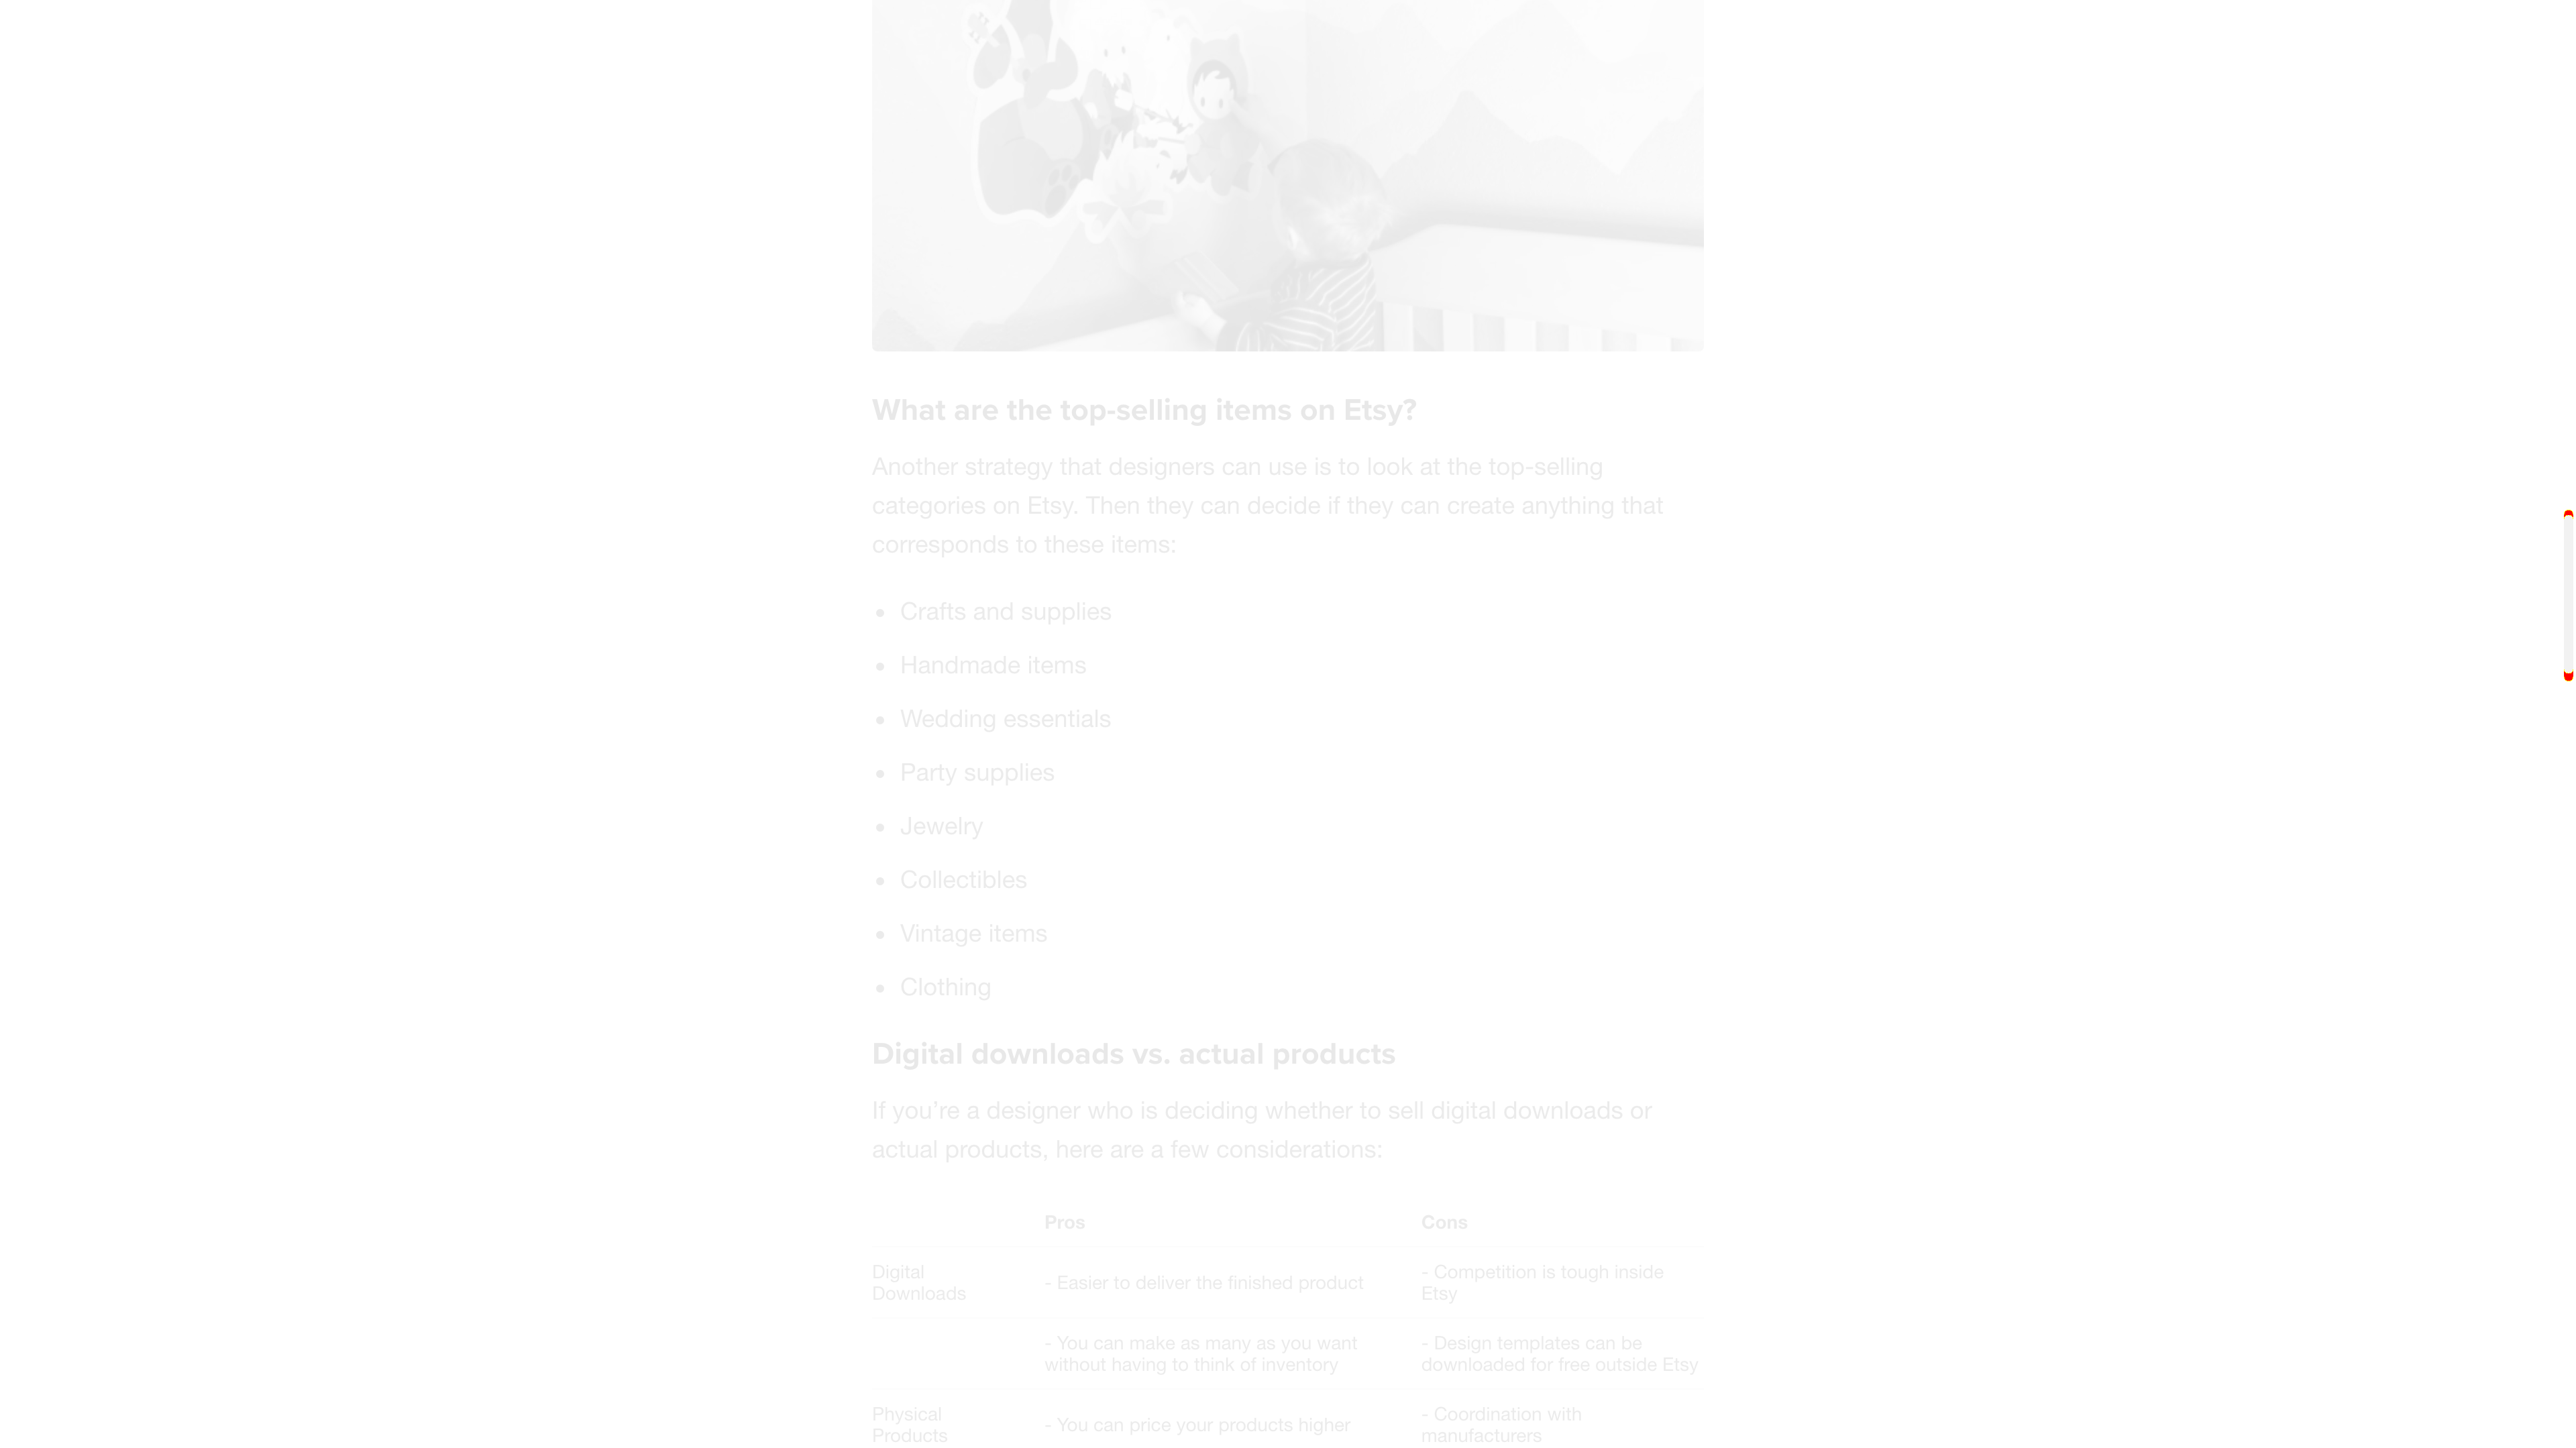 What are the top-selling items on Etsy?
Another strategy that designers can use is to look at the top-selling
categories on Etsy. Then they can decide if they can create anything that
corresponds to these items:
• Crafts and supplies
• Handmade items
• Wedding essentials
• Party supplies
• Jewelry
• Collectibles
• Vintage items
• Clothing
Digital downloads vs. actual products
If you’re a designer who is deciding whether to sell digital downloads or
actual products, here are a few considerations:
Pros Cons
Digital
Downloads
- Easier to deliver the finished product
- Competition is tough inside
Etsy
- You can make as many as you want
without having to think of inventory
- Design templates can be
downloaded for free outside Etsy
Physical
Products
- You can price your products higher
- Coordination with
manufacturers